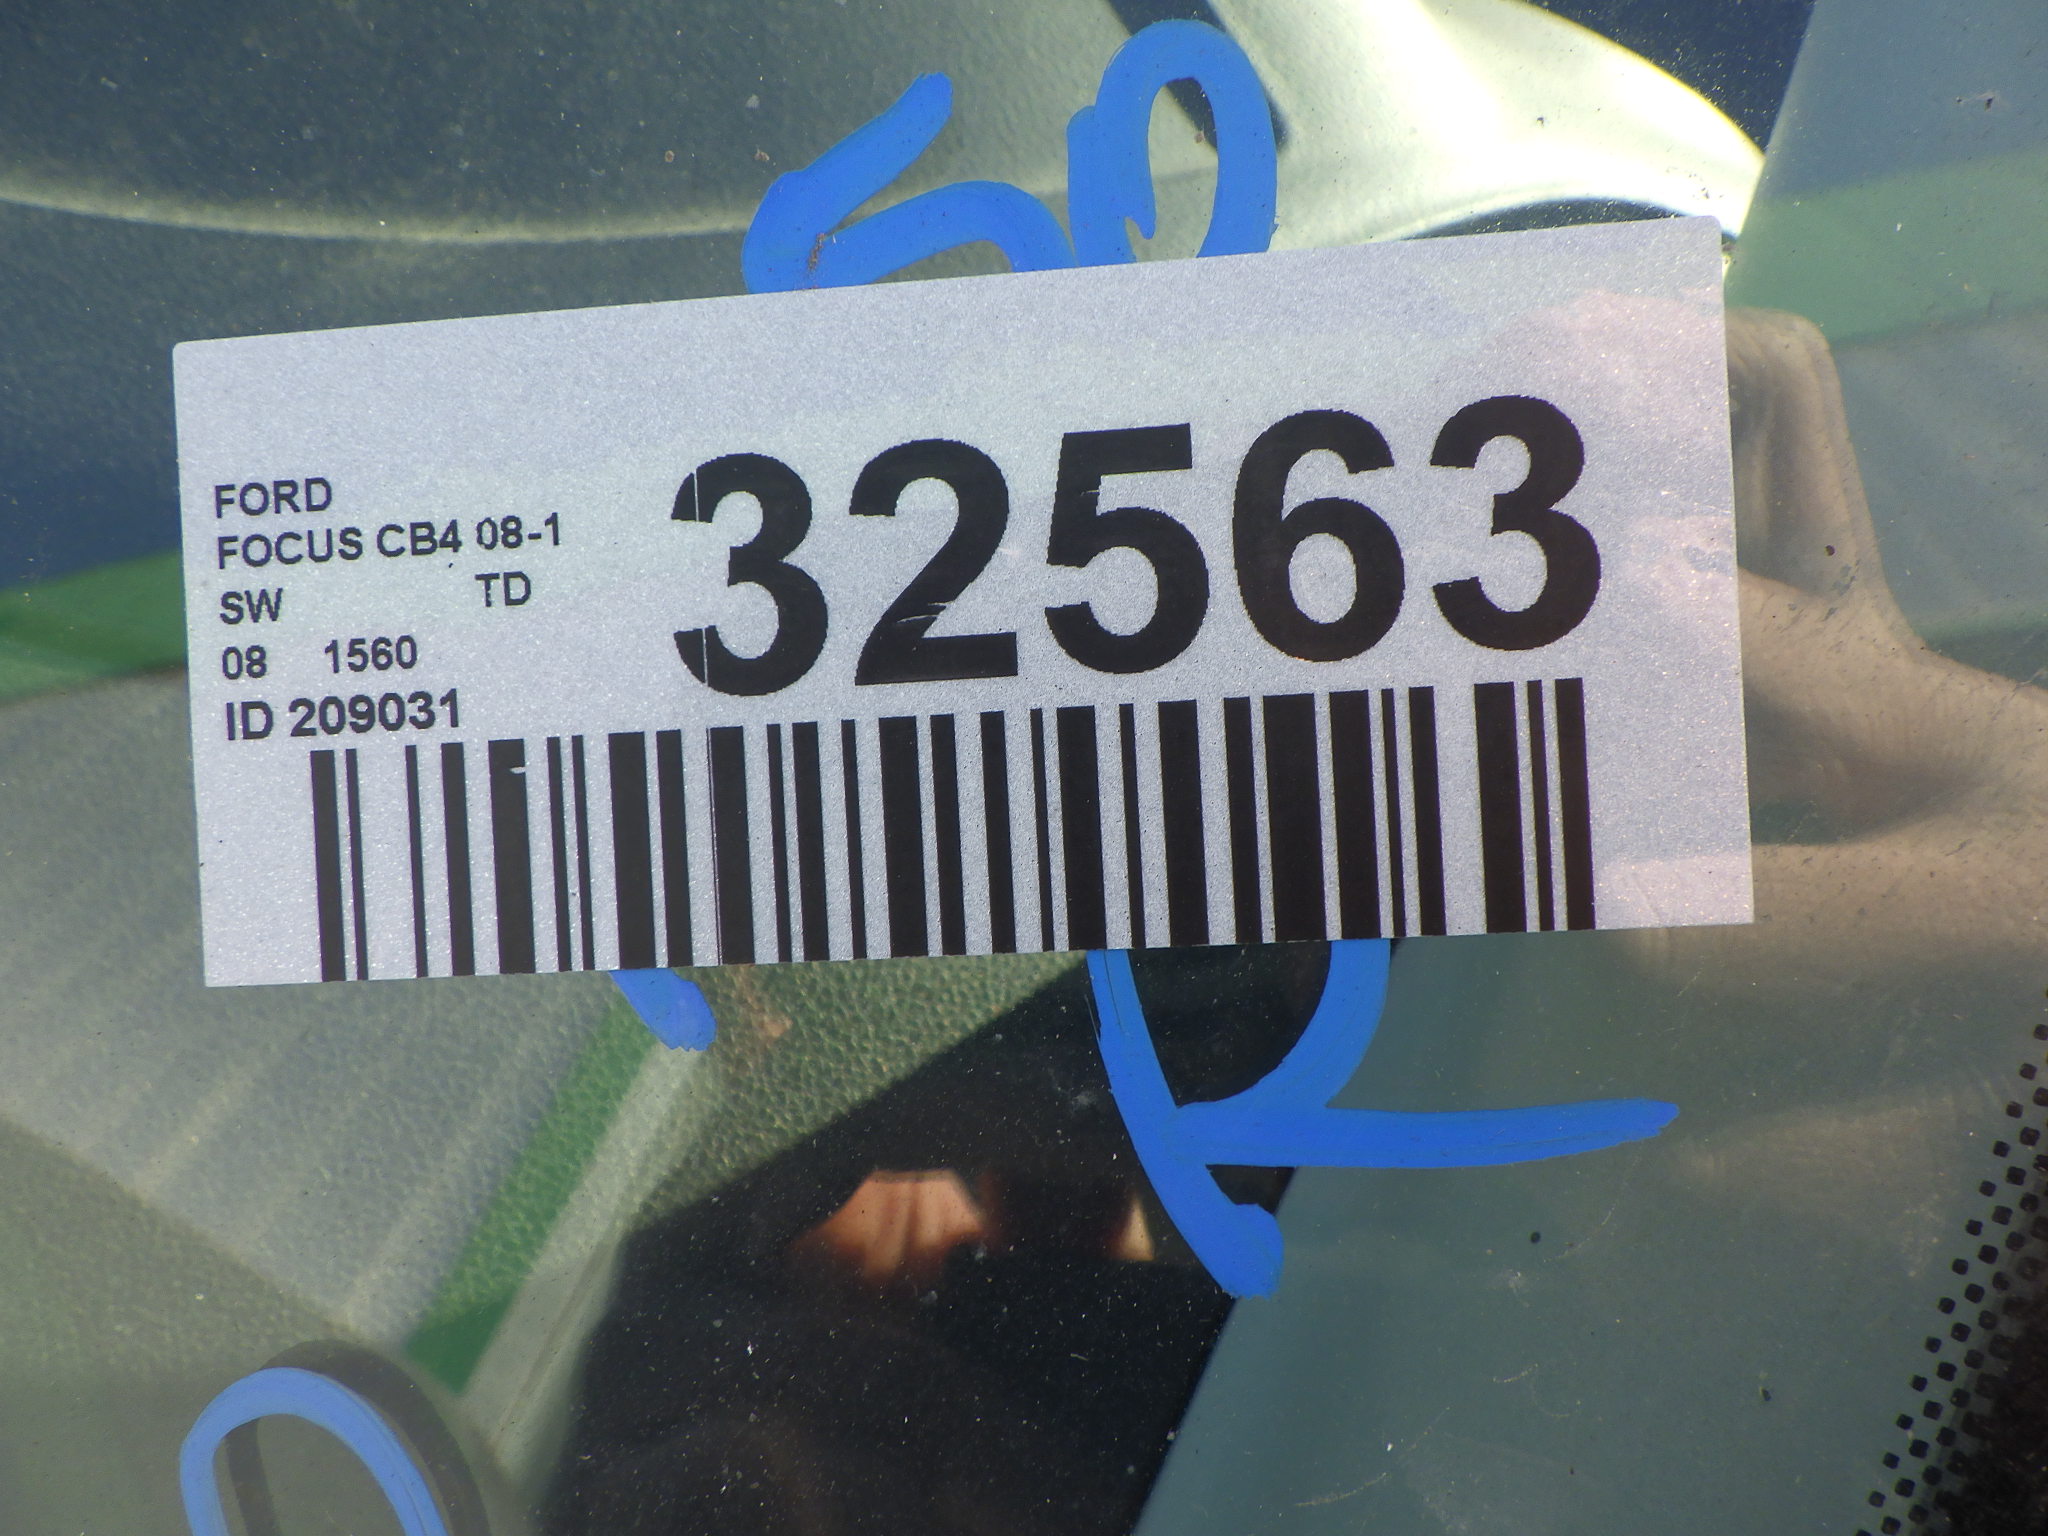 FORD
FOCUS CB4 08-1
SW TD
08 1560
ID 209031
32563